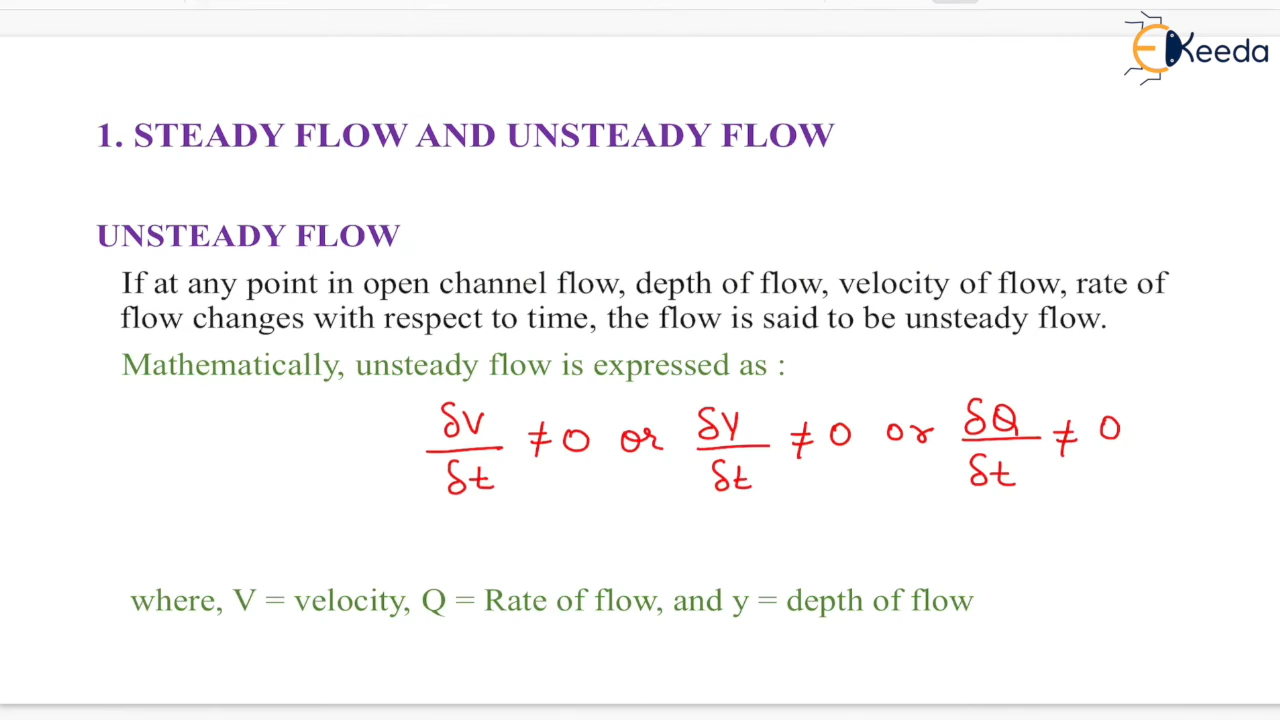 EKeeda
1. STEADY FLOW AND UNSTEADY FLOW
UNSTEADY FLOW
If at any point in open channel flow, depth of flow, velocity of flow, rate of
flow changes with respect to time, the flow is said to be unsteady flow.
Mathematically, unsteady flow is expressed as :
δV/δt ≠ 0 or δy/δt ≠ 0 or δQ/δt ≠ 0
where, V = velocity, Q = Rate of flow, and y = depth of flow